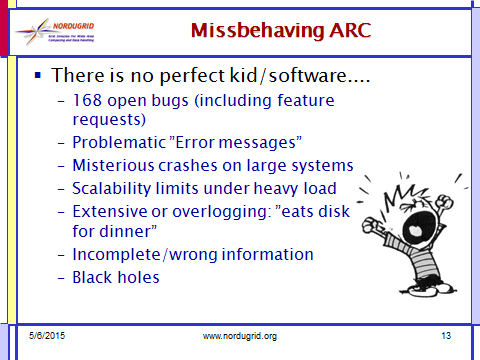 NORDUGRID
Grid Solution for Wide Area
Computing and Data Handling
Missbehaving ARC
▪ There is no perfect kid/software....
– 168 open bugs (including feature
requests)
– Problematic ”Error messages”
– Misterious crashes on large systems
– Scalability limits under heavy load
– Extensive or overlogging: ”eats disk
for dinner”
– Incomplete/wrong information
– Black holes
5/6/2015
www.nordugrid.org
13